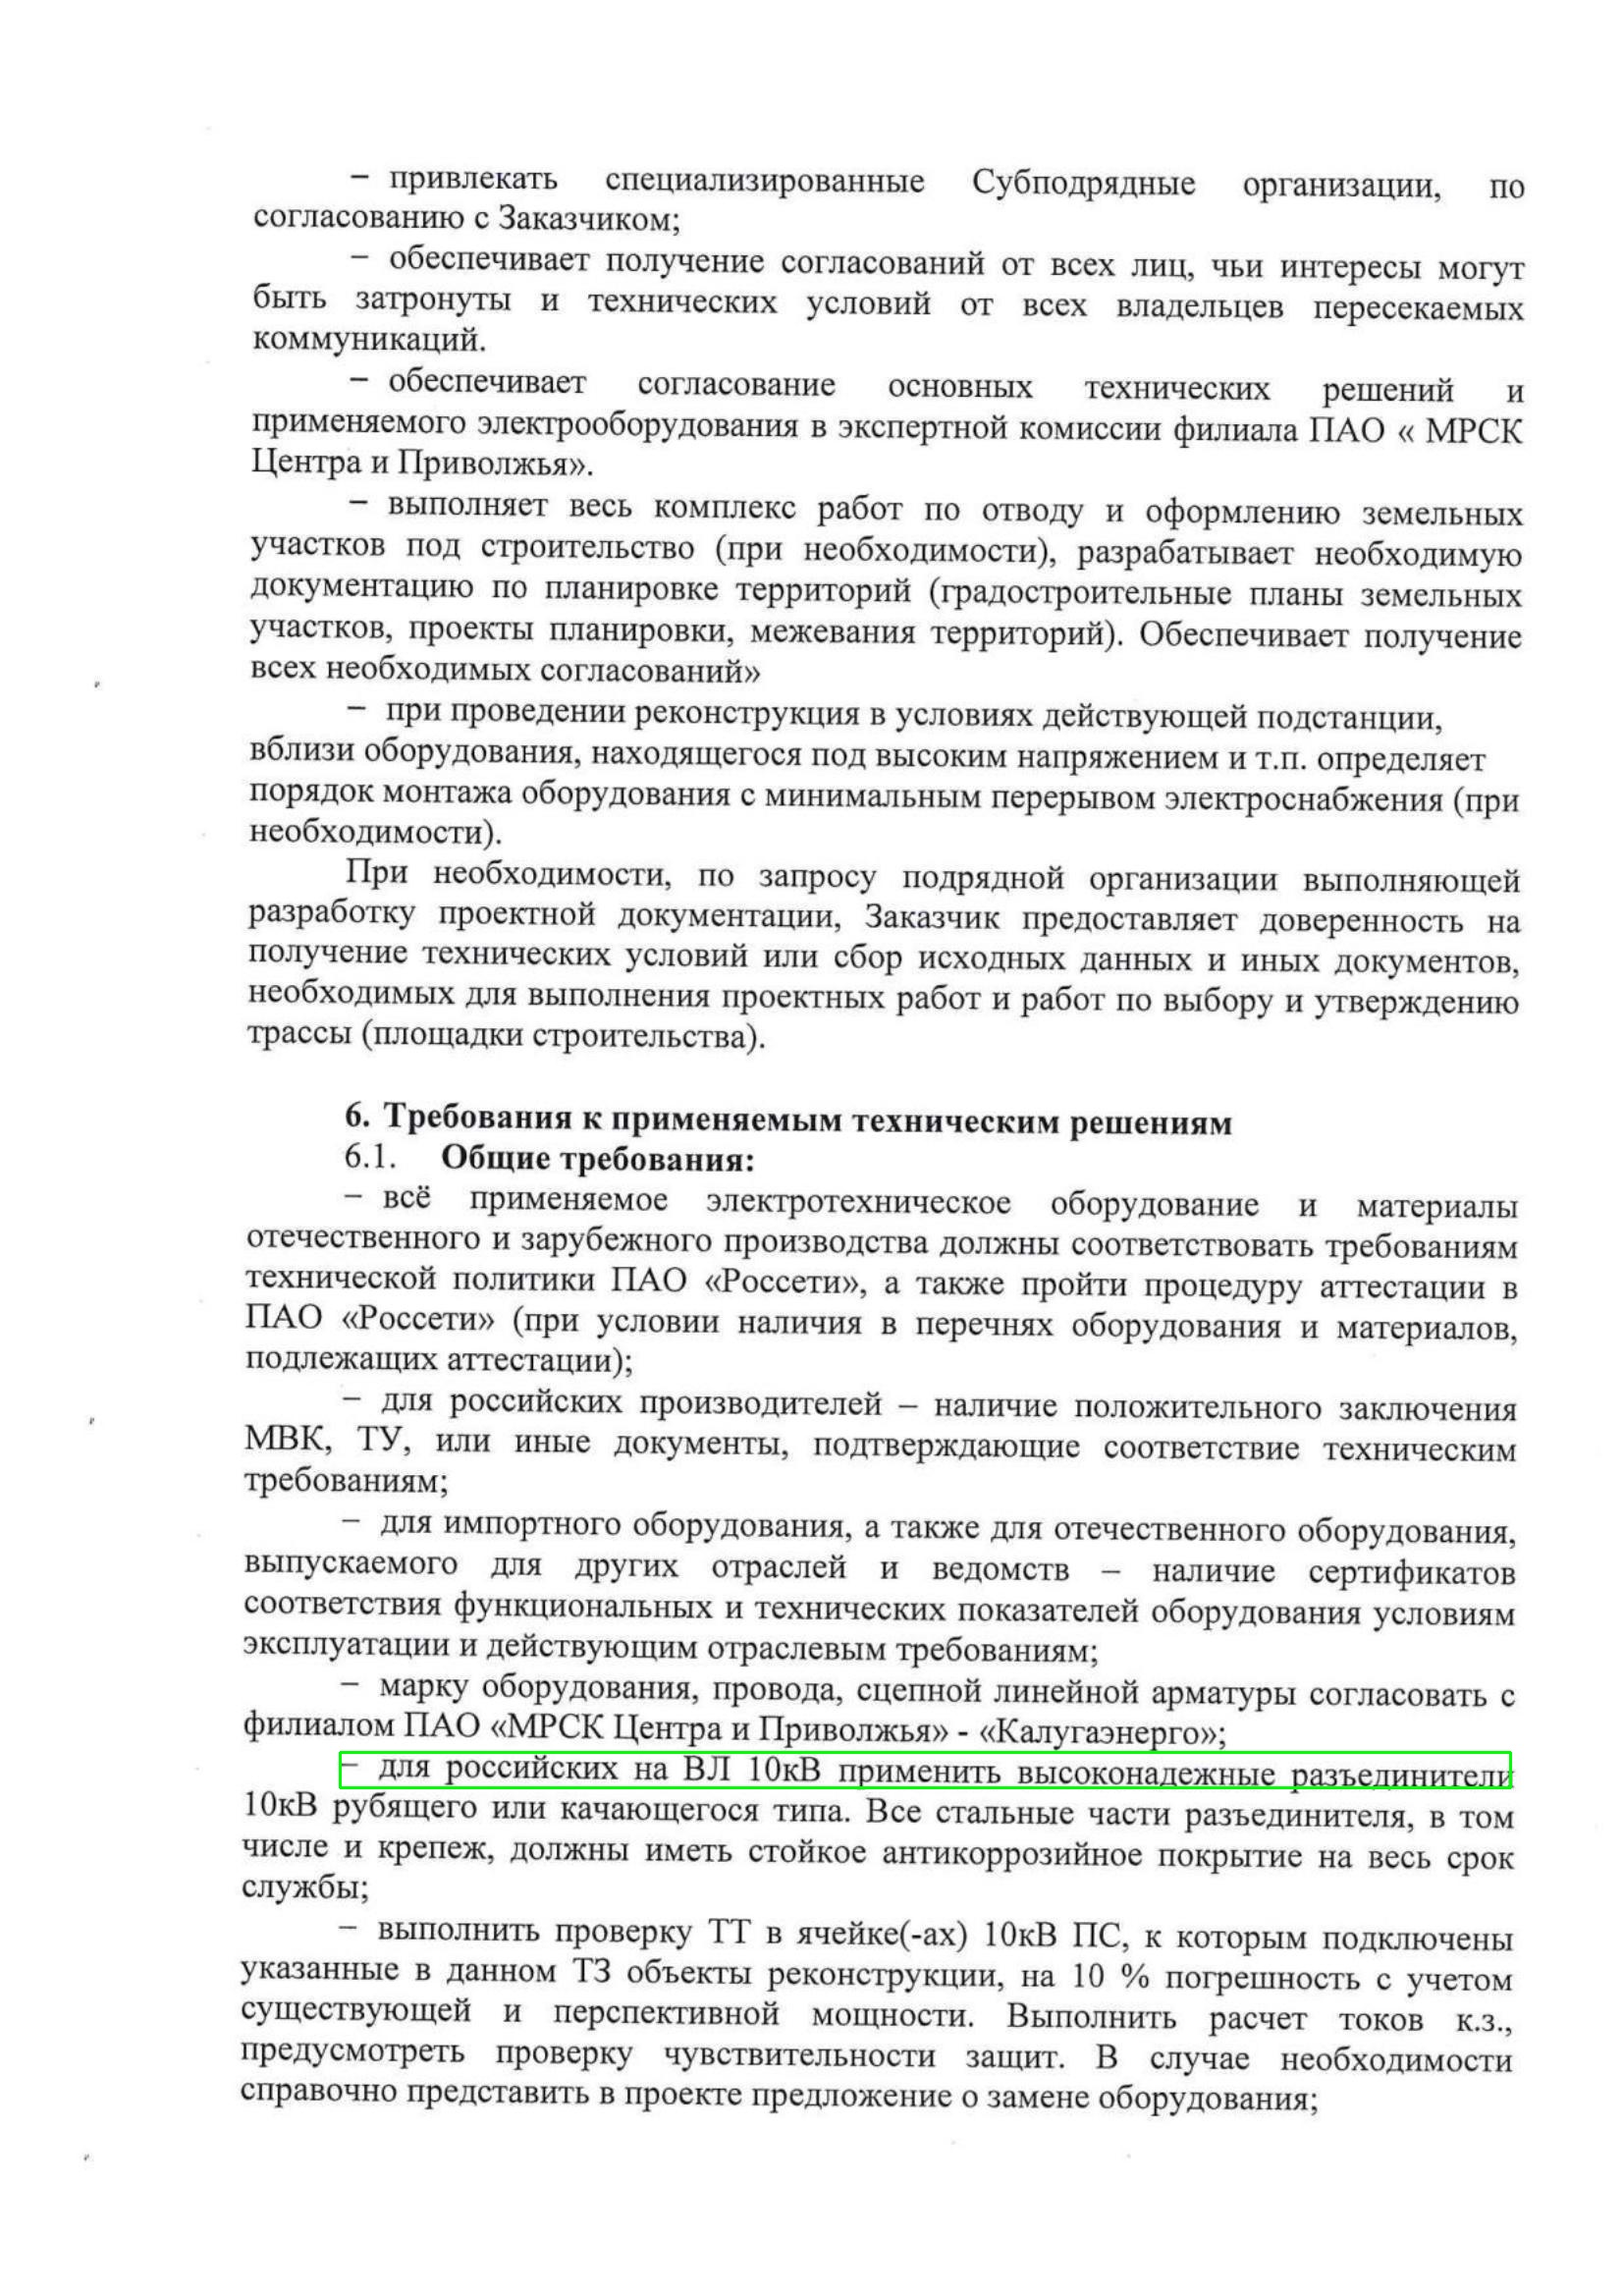 – привлекать специализированные Субподрядные организации, по
согласованию с Заказчиком;
– обеспечивает получение согласований от всех лиц, чьи интересы могут
быть затронуты и технических условий от всех владельцев пересекаемых
коммуникаций.
– обеспечивает согласование основных технических решений и
применяемого электрооборудования в экспертной комиссии филиала ПАО « МРСК
Центра и Приволжья».
– выполняет весь комплекс работ по отводу и оформлению земельных
участков под строительство (при необходимости), разрабатывает необходимую
документацию по планировке территорий (градостроительные планы земельных
участков, проекты планировки, межевания территорий). Обеспечивает получение
всех необходимых согласований»
– при проведении реконструкция в условиях действующей подстанции,
вблизи оборудования, находящегося под высоким напряжением и т.п. определяет
порядок монтажа оборудования с минимальным перерывом электроснабжения (при
необходимости).
При необходимости, по запросу подрядной организации выполняющей
разработку проектной документации, Заказчик предоставляет доверенность на
получение технических условий или сбор исходных данных и иных документов,
необходимых для выполнения проектных работ и работ по выбору и утверждению
трассы (площадки строительства).
6. Требования к применяемым техническим решениям
6.1. Общие требования:
– всё применяемое электротехническое оборудование и материалы
отечественного и зарубежного производства должны соответствовать требованиям
технической политики ПАО «Россети», а также пройти процедуру аттестации в
ПАО «Россети» (при условии наличия в перечнях оборудования и материалов,
подлежащих аттестации);
– для российских производителей – наличие положительного заключения
МВК, ТУ, или иные документы, подтверждающие соответствие техническим
требованиям;
– для импортного оборудования, а также для отечественного оборудования,
выпускаемого для других отраслей и ведомств – наличие сертификатов
соответствия функциональных и технических показателей оборудования условиям
эксплуатации и действующим отраслевым требованиям;
– марку оборудования, провода, сцепной линейной арматуры согласовать с
филиалом ПАО «МРСК Центра и Приволжья» - «Калугаэнерго»;
– для российских на ВЛ 10кВ применить высоконадежные разъединители
10кВ рубящего или качающегося типа. Все стальные части разъединителя, в том
числе и крепеж, должны иметь стойкое антикоррозийное покрытие на весь срок
службы;
– выполнить проверку ТТ в ячейке(-ах) 10кВ ПС, к которым подключены
указанные в данном ТЗ объекты реконструкции, на 10 % погрешность с учетом
существующей и перспективной мощности. Выполнить расчет токов к.з.,
предусмотреть проверку чувствительности защит. В случае необходимости
справочно представить в проекте предложение о замене оборудования;